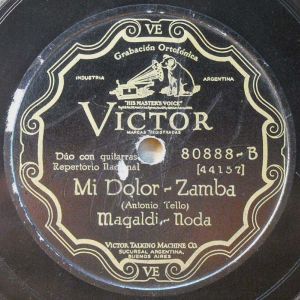 VE
Grabación Ortofónica
INDUSTRIA
ARGENTINA
"HIS MASTER'S VOICE"
VICTOR
MARCAS REGISTRADAS
Dúo con guitarras
80888-B
Repertorio Nacional
[44157]
Mi Dolor - Zamba
(Antonio Tello)
Magaldi - Noda
VICTOR TALKING MACHINE CO.
SUCURSAL ARGENTINA,
BUENOS AIRES
VE